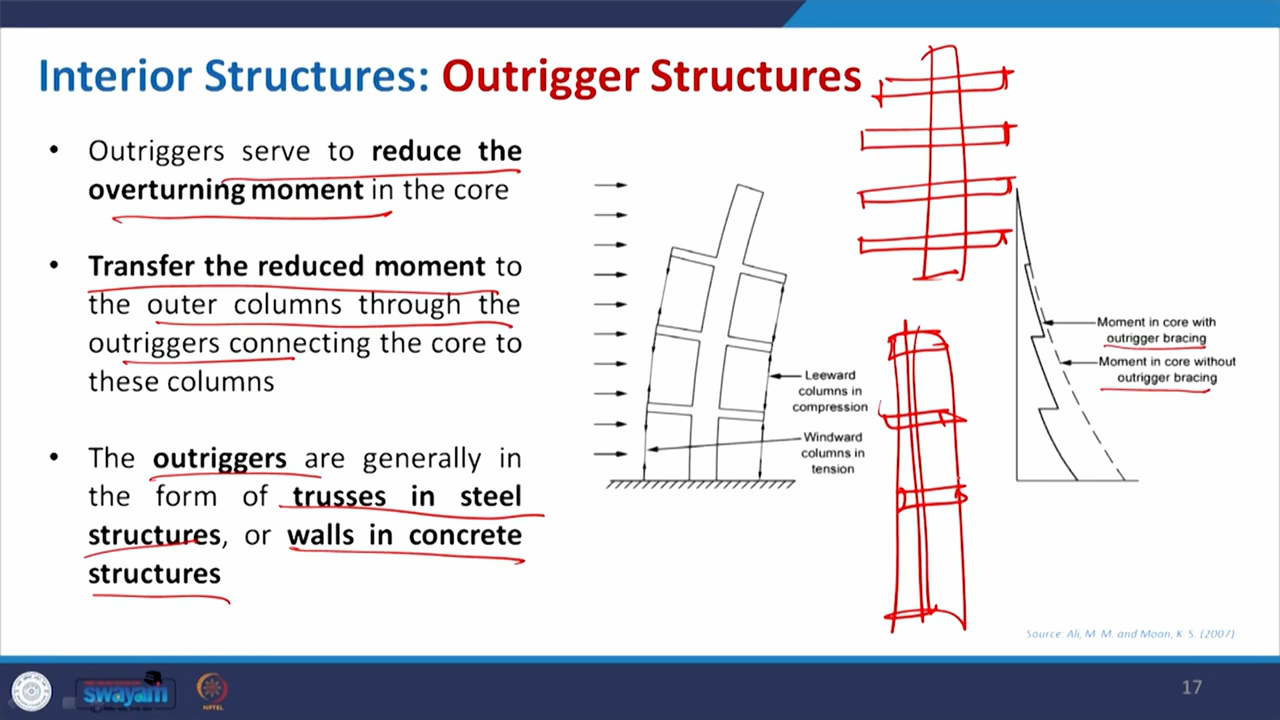 Interior Structures: Outrigger Structures
• Outriggers serve to reduce the
overturning moment in the core
• Transfer the reduced moment to
the outer columns through the
outriggers connecting the core to
these columns
• The outriggers are generally in
the form of trusses in steel
structures, or walls in concrete
structures
Leeward
columns in
compression
Windward
columns in
tension
Moment in core with
outrigger bracing
Moment in core without
outrigger bracing
Source: Ali, M. M. and Moon, K. S. (2007)
swayam
NPTEL
17